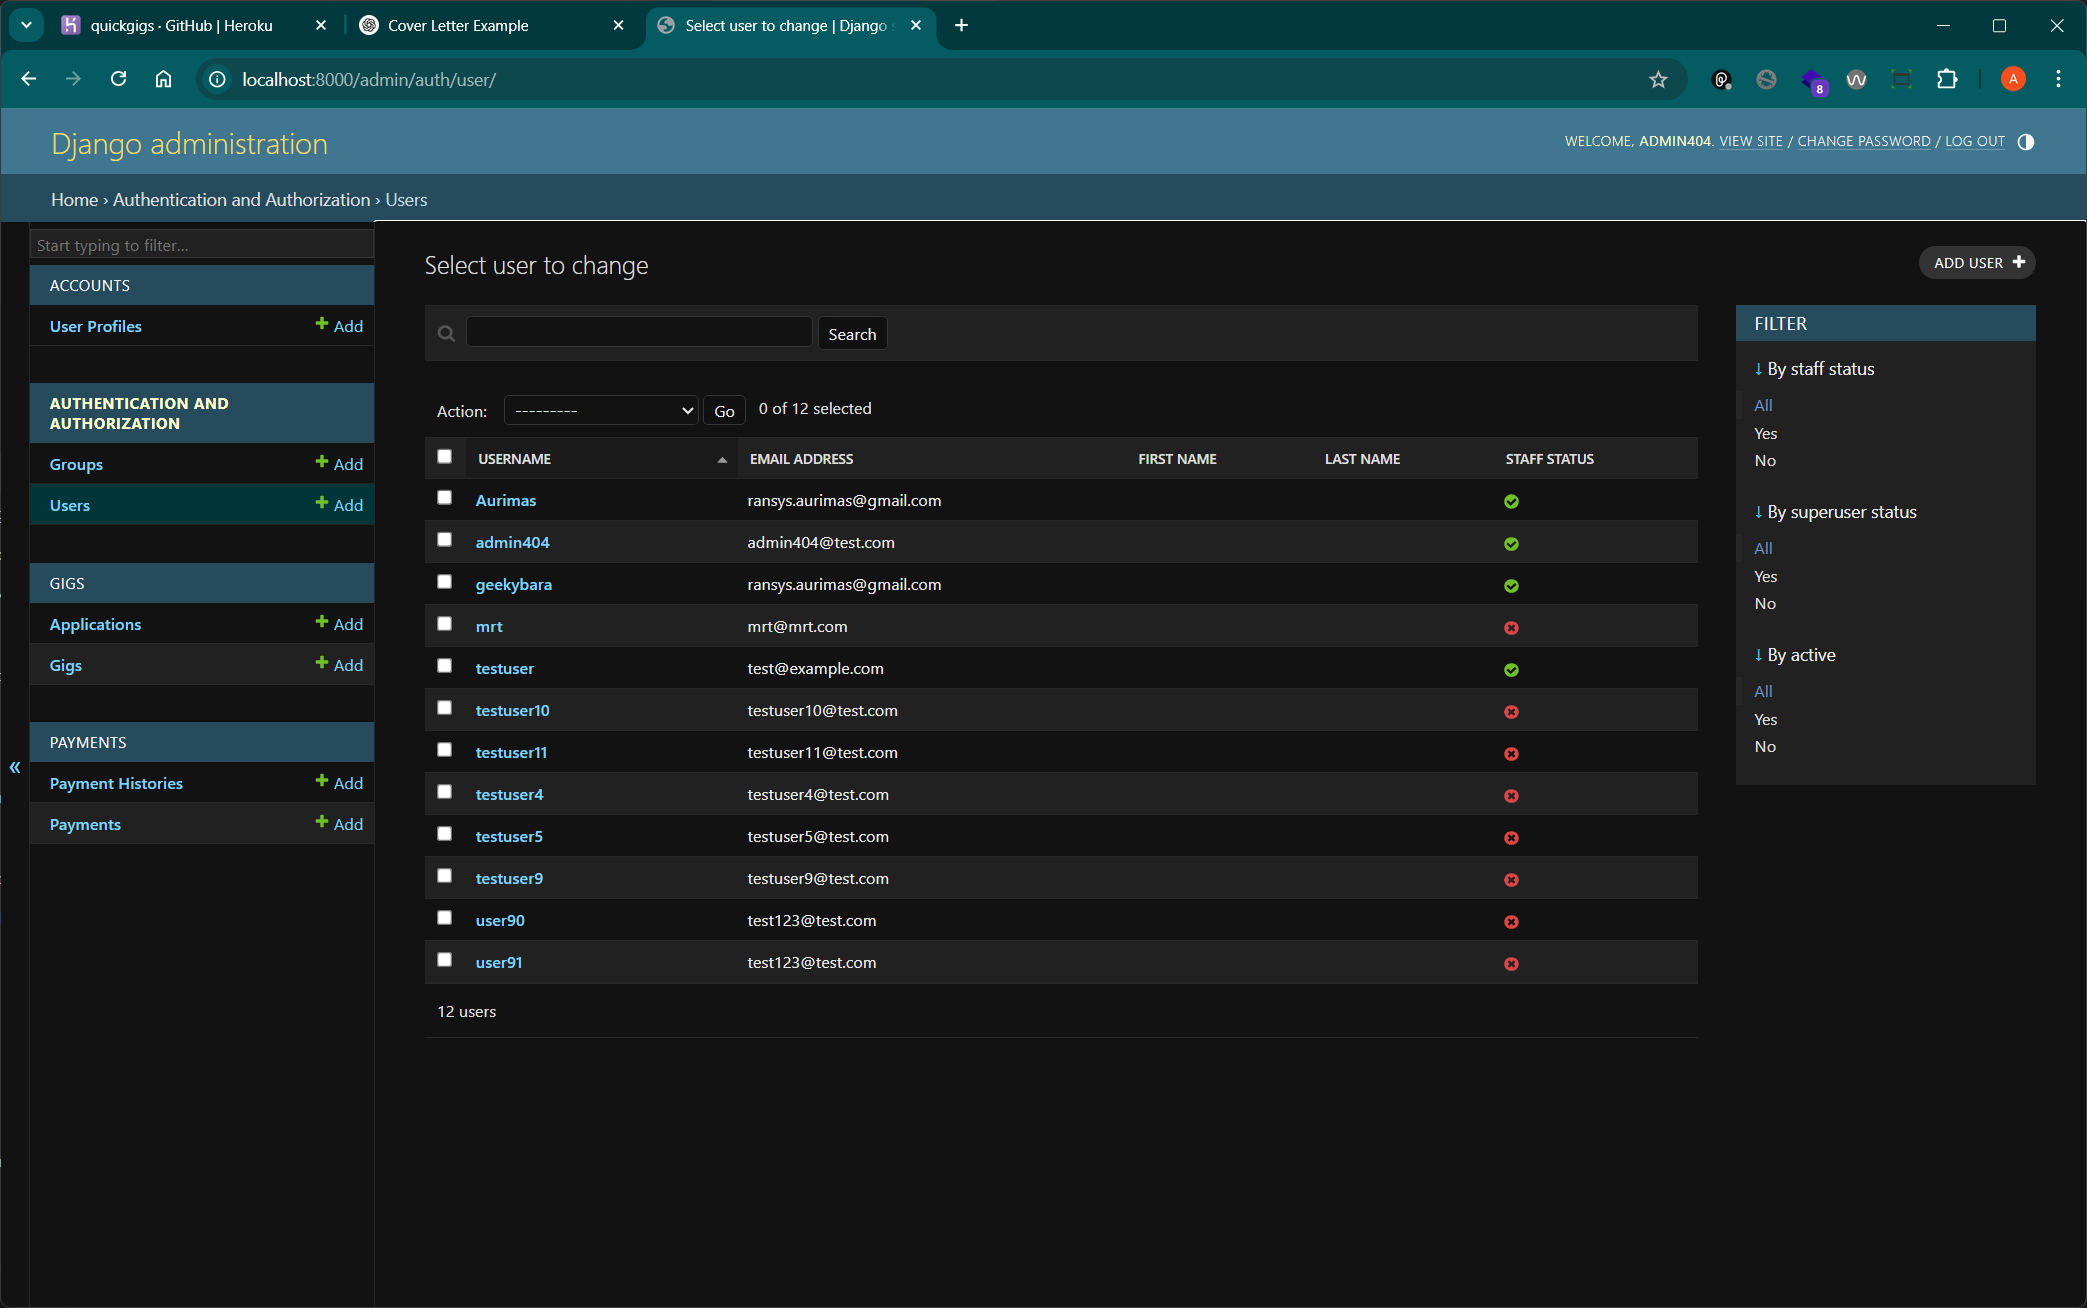 quickgigs · GitHub | Heroku
Cover Letter Example
Select user to change | Django s
localhost:8000/admin/auth/user/
8
A
Django administration
WELCOME, ADMIN404. VIEW SITE / CHANGE PASSWORD / LOG OUT
Home › Authentication and Authorization › Users
Start typing to filter...
ACCOUNTS
User Profiles Add
AUTHENTICATION AND
AUTHORIZATION
Groups Add
Users Add
GIGS
Applications Add
Gigs Add
PAYMENTS
Payment Histories Add
Payments Add
«
Select user to change
ADD USER
Search
Action: --------- Go 0 of 12 selected
USERNAME EMAIL ADDRESS FIRST NAME LAST NAME STAFF STATUS
Aurimas ransys.aurimas@gmail.com
admin404 admin404@test.com
geekybara ransys.aurimas@gmail.com
mrt mrt@mrt.com
testuser test@example.com
testuser10 testuser10@test.com
testuser11 testuser11@test.com
testuser4 testuser4@test.com
testuser5 testuser5@test.com
testuser9 testuser9@test.com
user90 test123@test.com
user91 test123@test.com
12 users
FILTER
↓ By staff status
All
Yes
No
↓ By superuser status
All
Yes
No
↓ By active
All
Yes
No